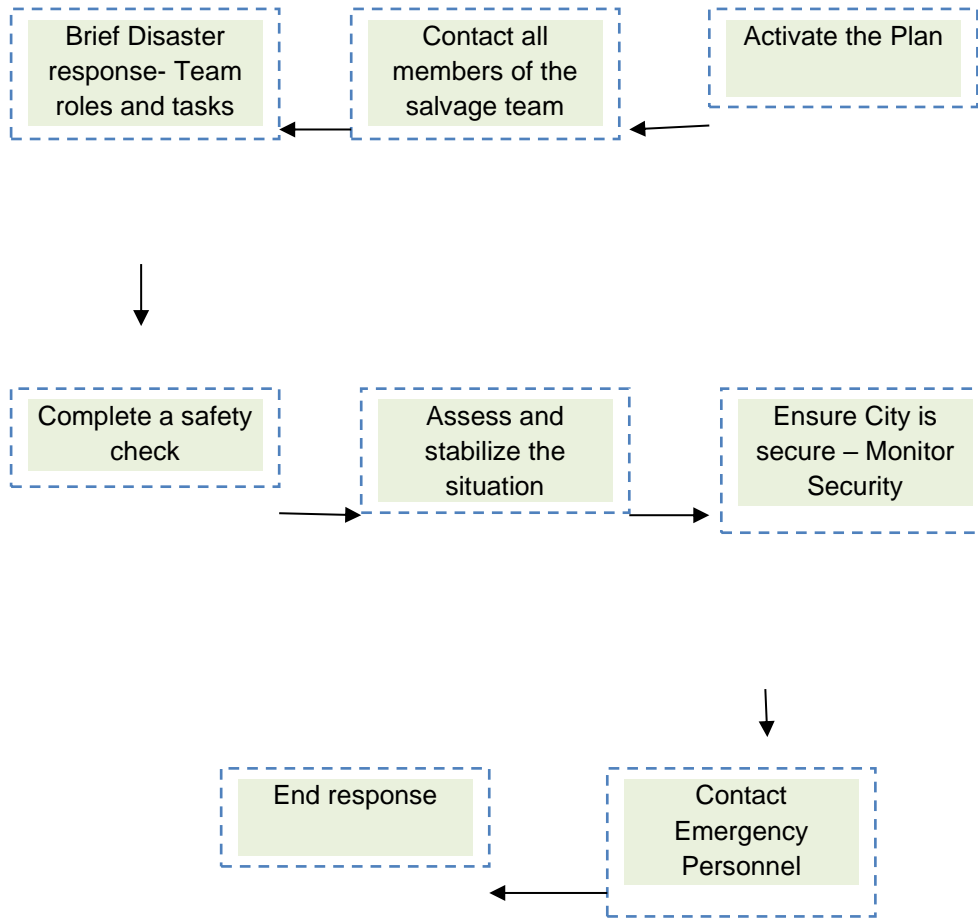 Brief Disaster
response- Team
roles and tasks
Contact all
members of the
salvage team
Activate the Plan
Complete a safety
check
Assess and
stabilize the
situation
Ensure City is
secure – Monitor
Security
End response
Contact
Emergency
Personnel